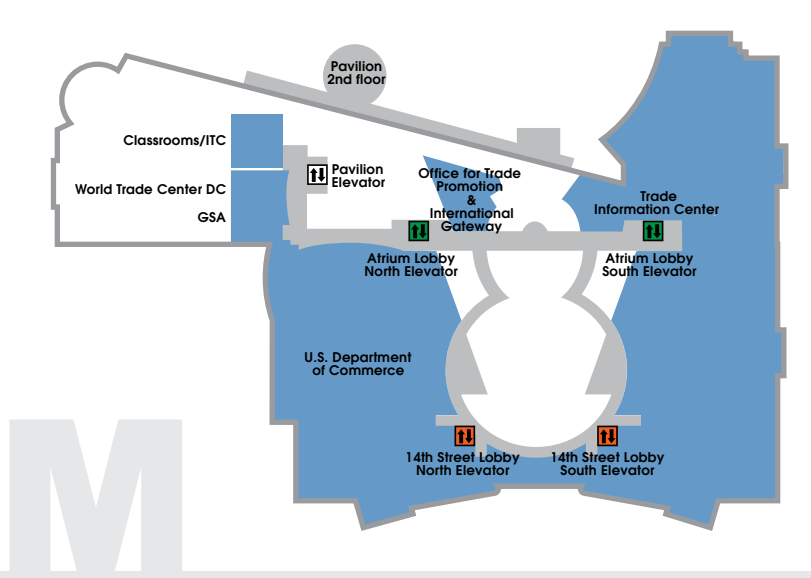 Pavilion
2nd floor
Classrooms/ITC
Pavilion
Elevator
Office for Trade
Promotion
&
International
Gateway
World Trade Center DC
GSA
Trade
Information Center
Atrium Lobby
North Elevator
Atrium Lobby
South Elevator
U.S. Department
of Commerce
14th Street Lobby
North Elevator
14th Street Lobby
South Elevator
M